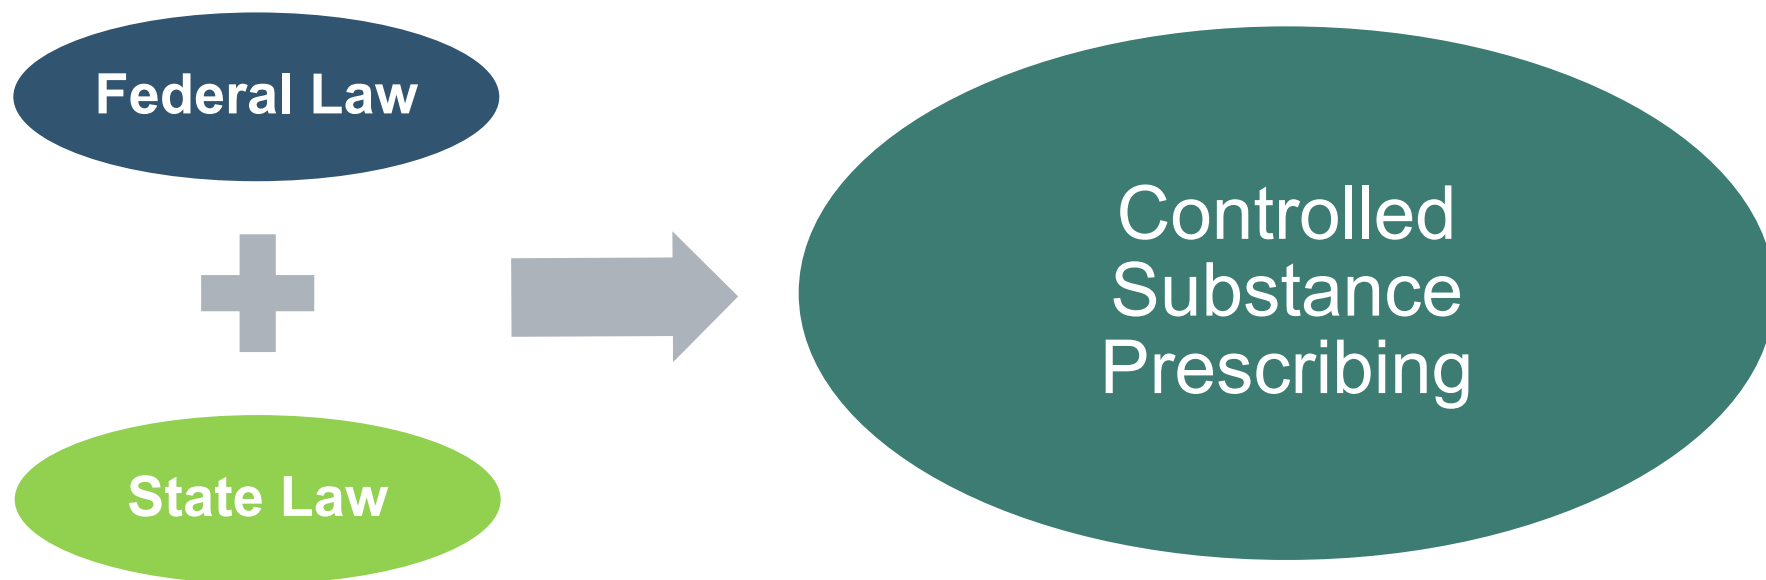 Federal Law
State Law
Controlled
Substance
Prescribing